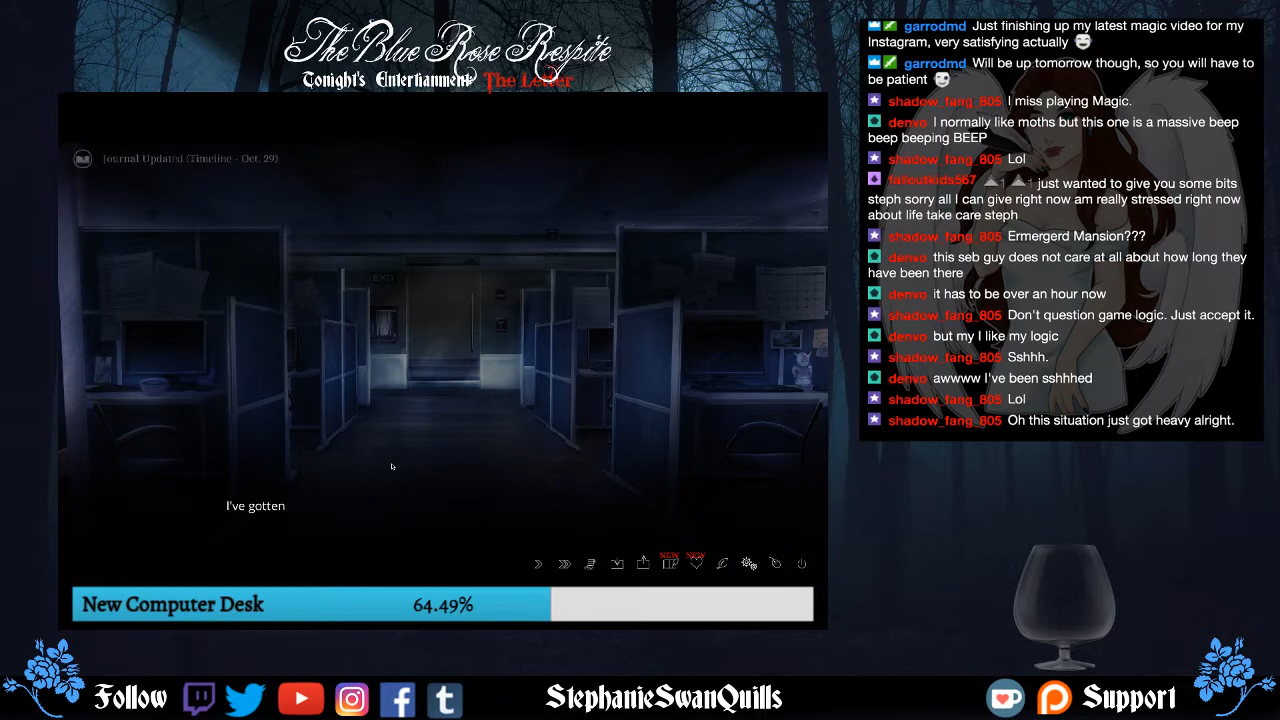 The Blue Rose Respite
Tonight's Entertainment: The Letter
Journal Updated (Timeline - Oct. 29)
EXIT
I've gotten
NEW NEW
New Computer Desk 64.49%
garrodmd Just finishing up my latest magic video for my
Instagram, very satisfying actually
garrodmd Will be up tomorrow though, so you will have to
be patient
shadow_fang_805 I miss playing Magic.
denvo I normally like moths but this one is a massive beep
beep beeping BEEP
shadow_fang_805 Lol
falloutkids567 1 1 just wanted to give you some bits
steph sorry all I can give right now am really stressed right now
about life take care steph
shadow_fang_805 Ermergerd Mansion???
denvo this seb guy does not care at all about how long they
have been there
denvo it has to be over an hour now
shadow_fang_805 Don't question game logic. Just accept it.
denvo but my I like my logic
shadow_fang_805 Sshhh.
denvo awwww I've been sshhhed
shadow_fang_805 Lol
shadow_fang_805 Oh this situation just got heavy alright.
Follow
StephanieSwanQuills
Support